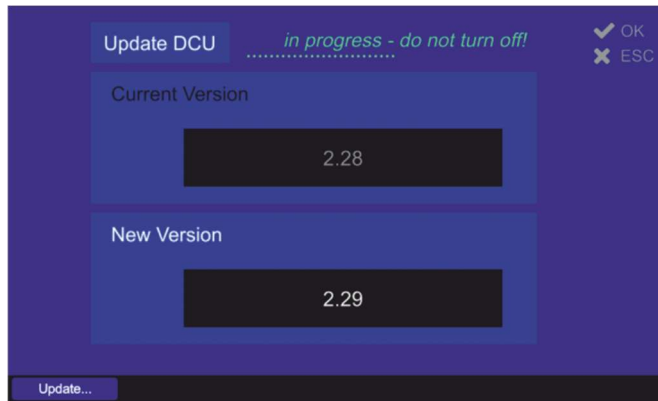 Update DCU
in progress - do not turn off!
OK
ESC
Current Version
2.28
New Version
2.29
Update...